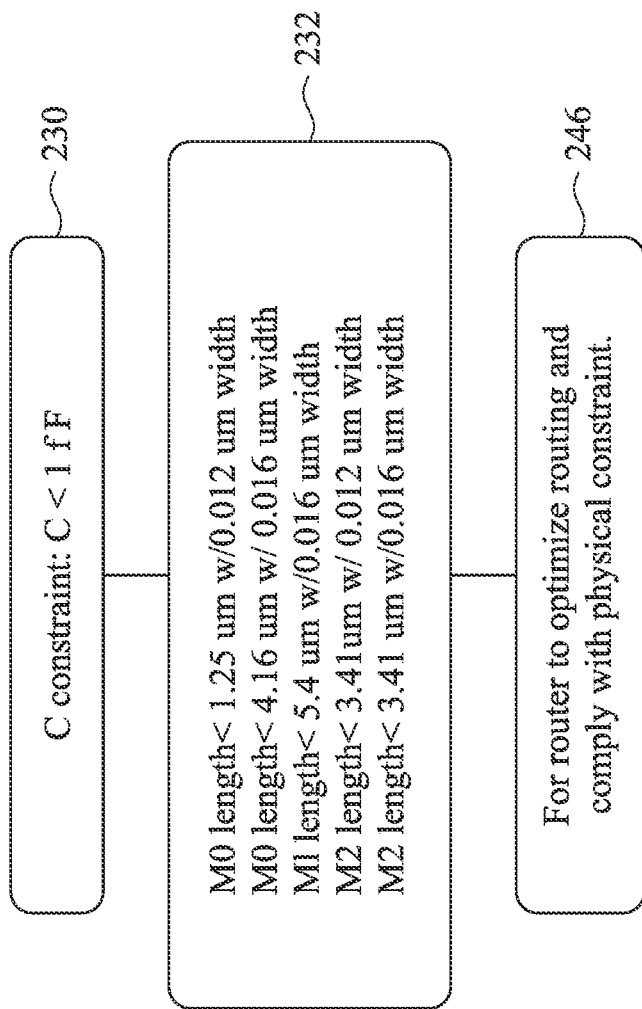 C constraint: C < 1 fF
230
M0 length< 1.25 um w/0.012 um width
M0 length< 4.16 um w/ 0.016 um width
M1 length< 5.4 um w/0.016 um width
M2 length< 3.41um w/ 0.012 um width
M2 length< 3.41 um w/0.016 um width
232
For router to optimize routing and
comply with physical constraint.
246